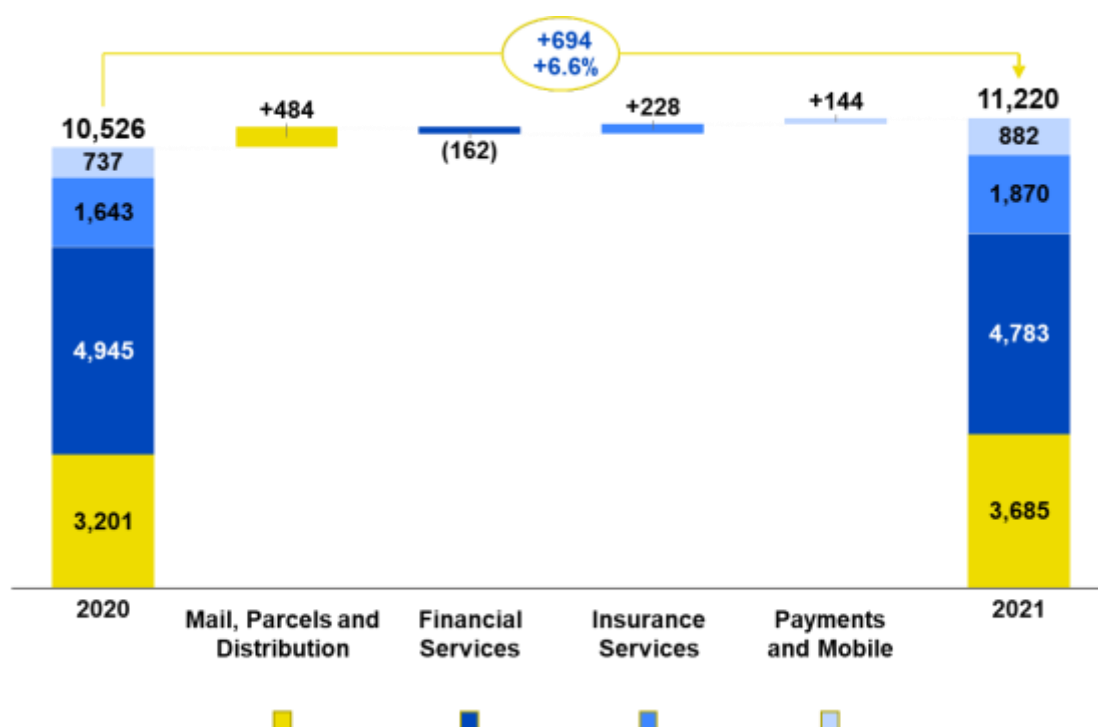 +694
+6.6%
10,526
+484
(162)
+228
+144
11,220
737
1,643
4,945
3,201
882
1,870
4,783
3,685
2020
Mail, Parcels and
Distribution
Financial
Services
Insurance
Services
Payments
and Mobile
2021